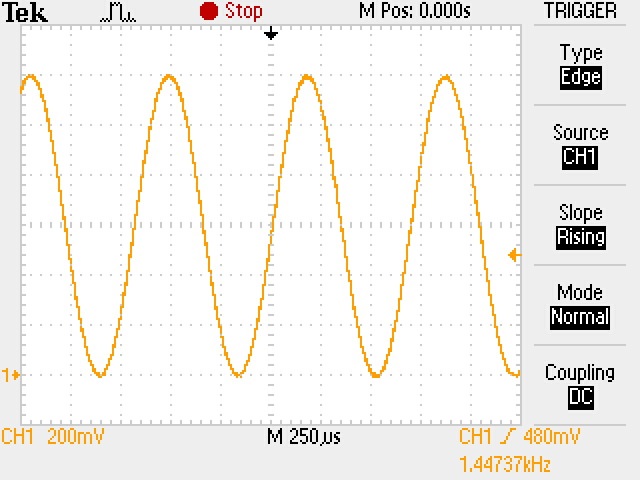 Tek Stop M Pos: 0.000s TRIGGER
Type
Edge
Source
CH1
Slope
Rising
Mode
Normal
Coupling
DC
1
CH1 200mV M 250µs CH1 480mV
1.44737kHz